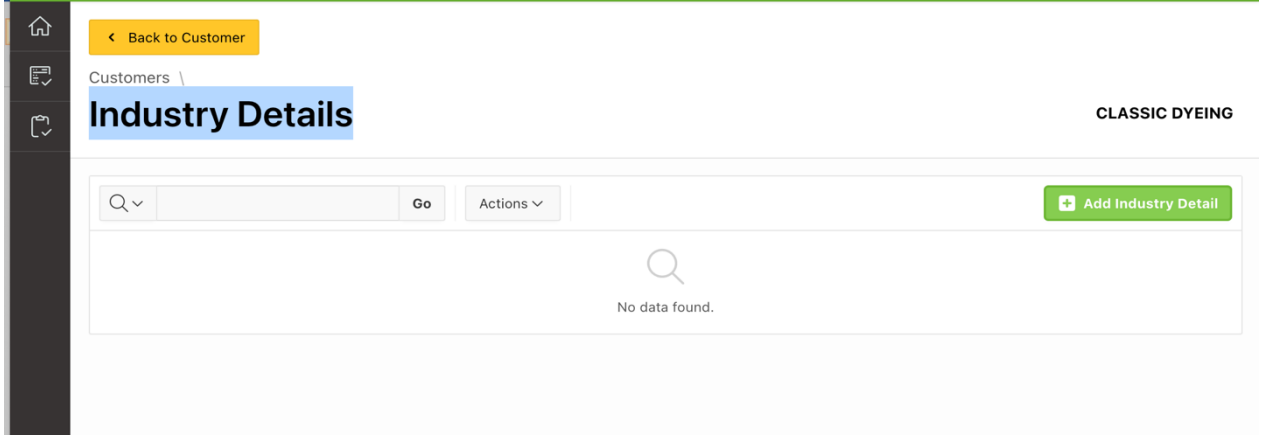 Back to Customer
Customers \
Industry Details
CLASSIC DYEING
Go
Actions
Add Industry Detail
No data found.